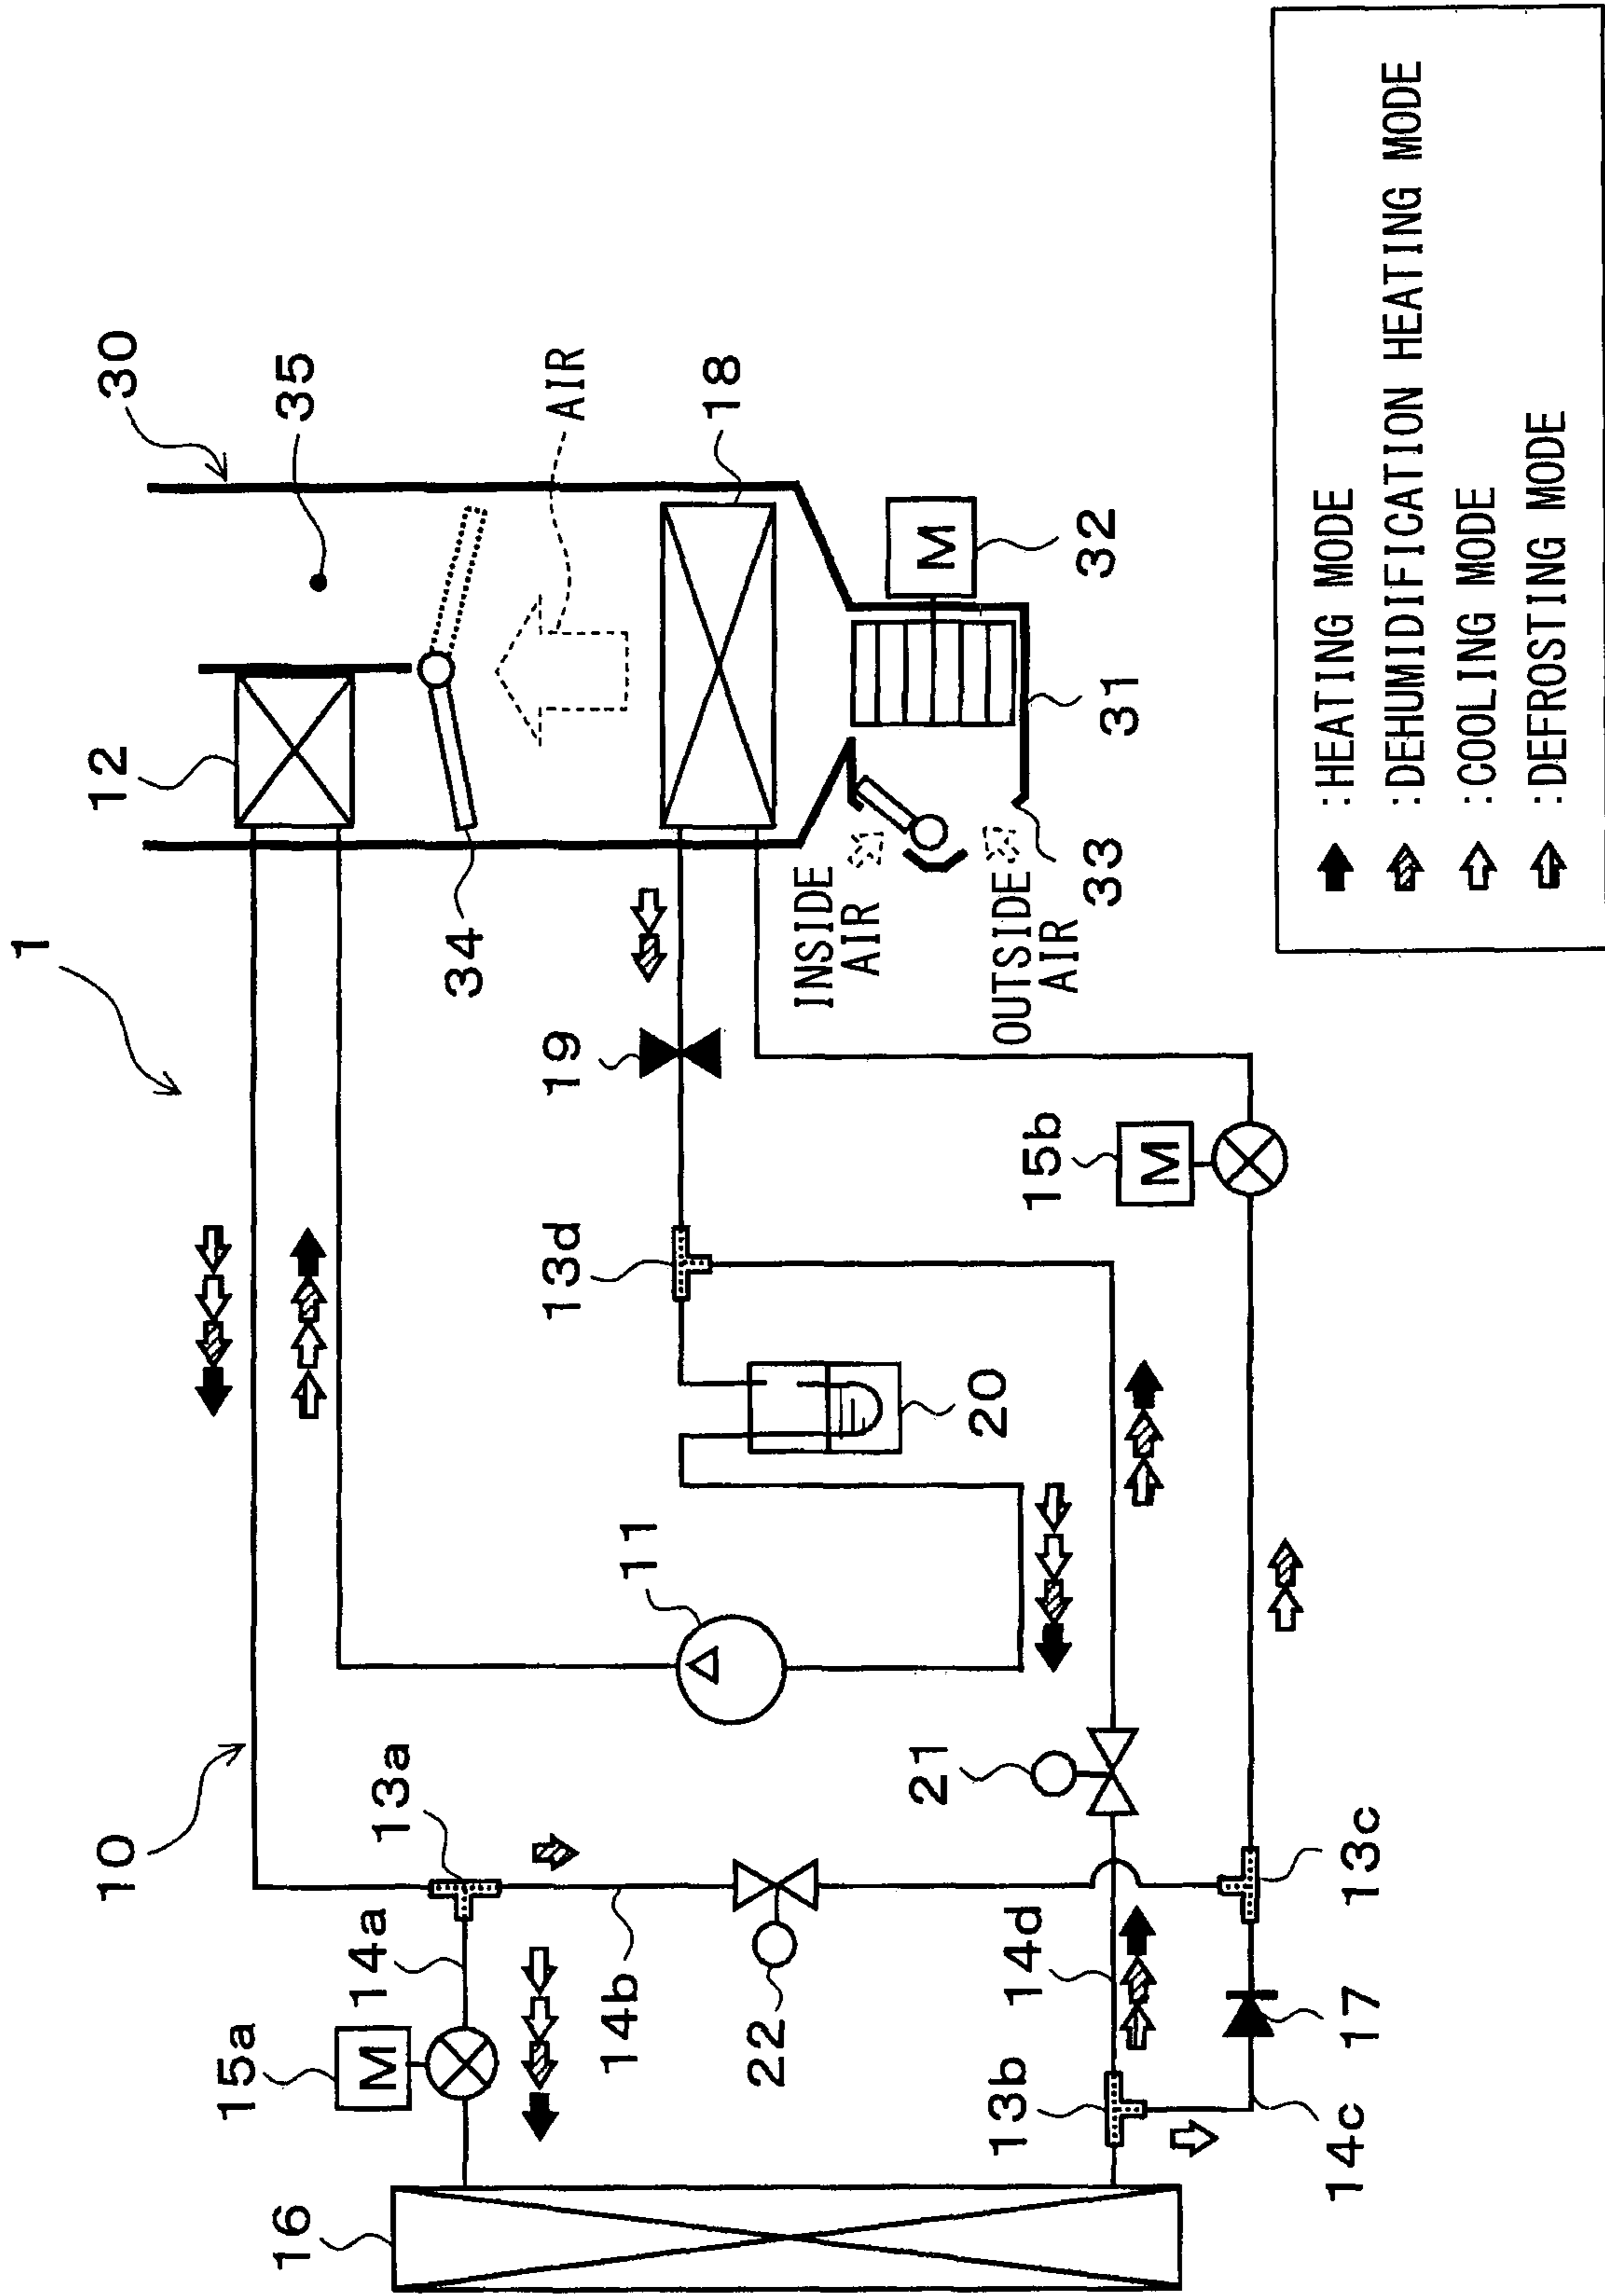 1
10
30
35
12
34
AIR
18
32
31
INSIDE
AIR
OUTSIDE
AIR
33
19
13d
15b
M
M
20
11
21
13a
14a
15a
M
14b
22
14d
13b
13c
17
14c
16
:HEATING MODE
:DEHUMIDIFICATION HEATING MODE
:COOLING MODE
:DEFROSTING MODE